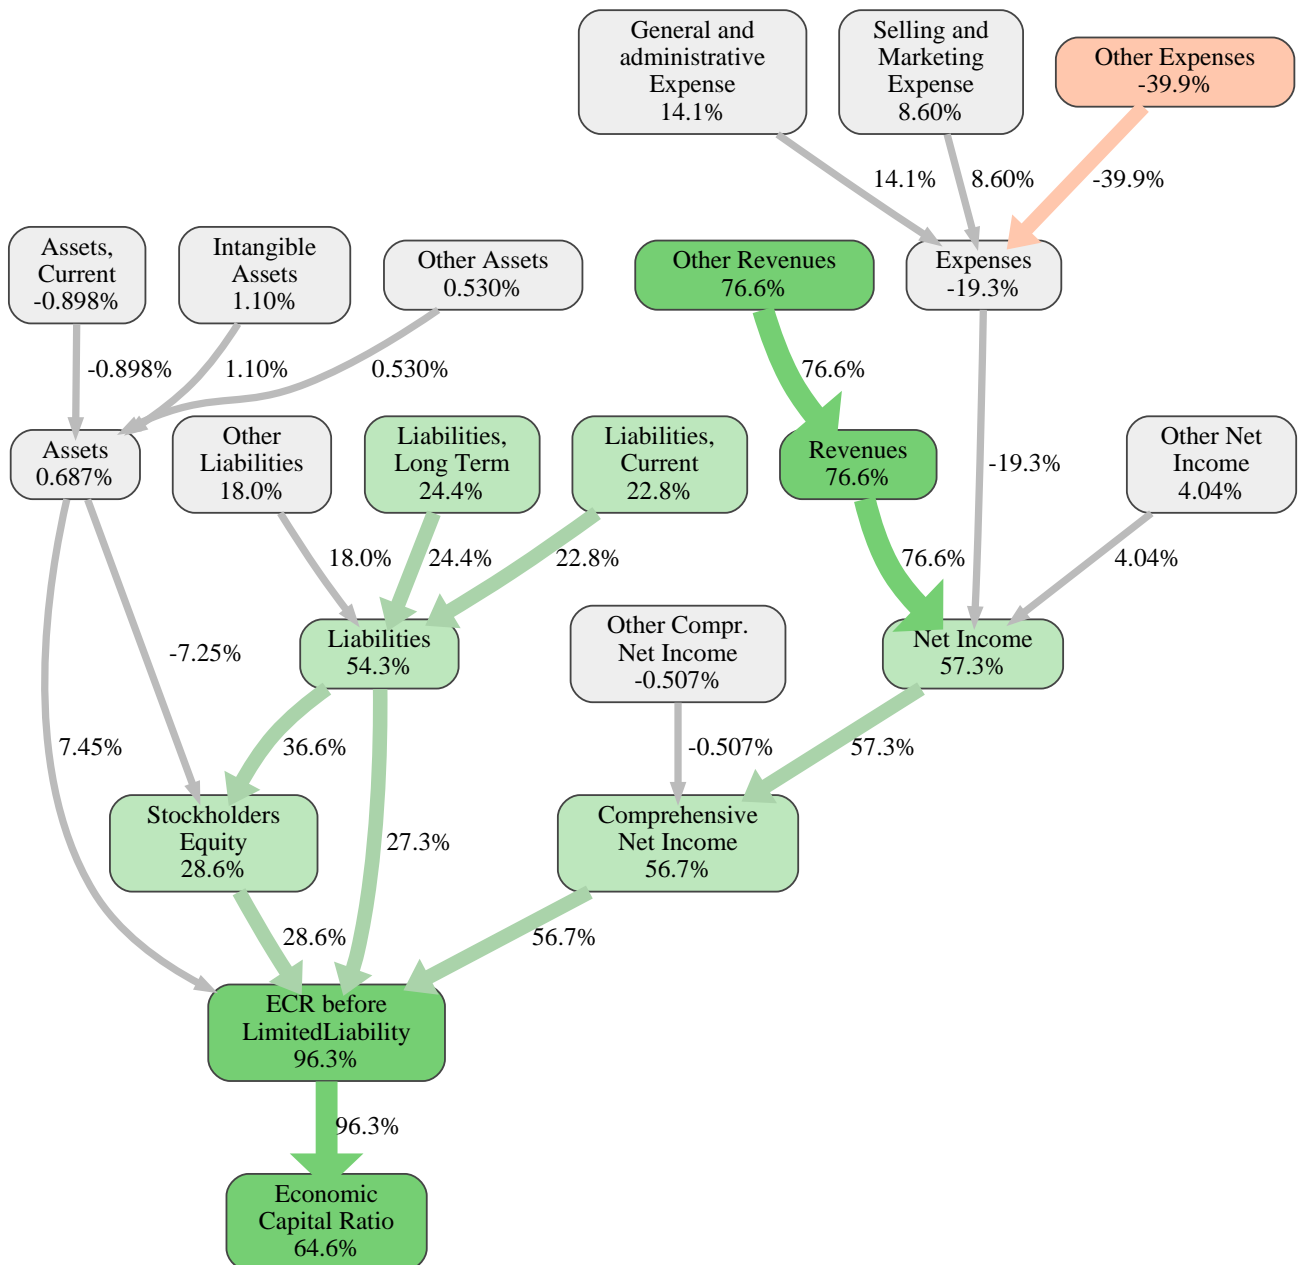 General and
administrative
Expense
14.1%
Selling and
Marketing
Expense
8.60%
Other Expenses
-39.9%
14.1%
8.60%
-39.9%
Assets,
Current
-0.898%
Intangible
Assets
1.10%
Other Assets
0.530%
Other Revenues
76.6%
Expenses
-19.3%
-0.898%
1.10%
0.530%
76.6%
Assets
0.687%
Other
Liabilities
18.0%
Liabilities,
Long Term
24.4%
Liabilities,
Current
22.8%
Revenues
76.6%
-19.3%
Other Net
Income
4.04%
18.0%
24.4%
22.8%
76.6%
4.04%
-7.25%
Liabilities
54.3%
Other Compr.
Net Income
-0.507%
Net Income
57.3%
7.45%
36.6%
-0.507%
57.3%
Stockholders
Equity
28.6%
27.3%
Comprehensive
Net Income
56.7%
28.6%
56.7%
ECR before
LimitedLiability
96.3%
96.3%
Economic
Capital Ratio
64.6%